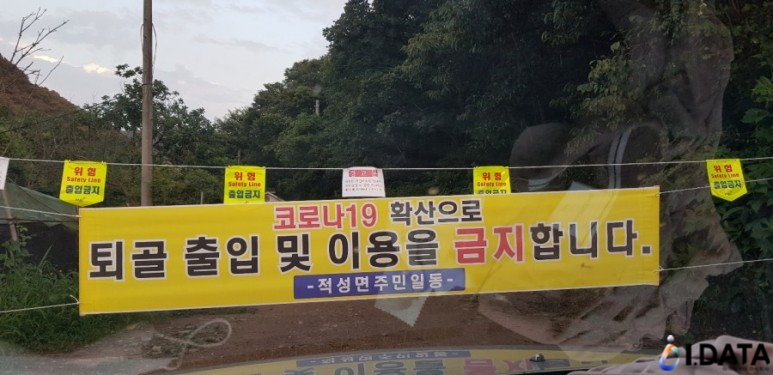 위험
Safety Line
출입금지
위험
Safety Line
출입금지
위험
Safety Line
출입금지
위험
Safety Line
출입금지
코로나19 확산으로
퇴골 출입 및 이용을 금지합니다.
-적성면주민일동-
I.DATA